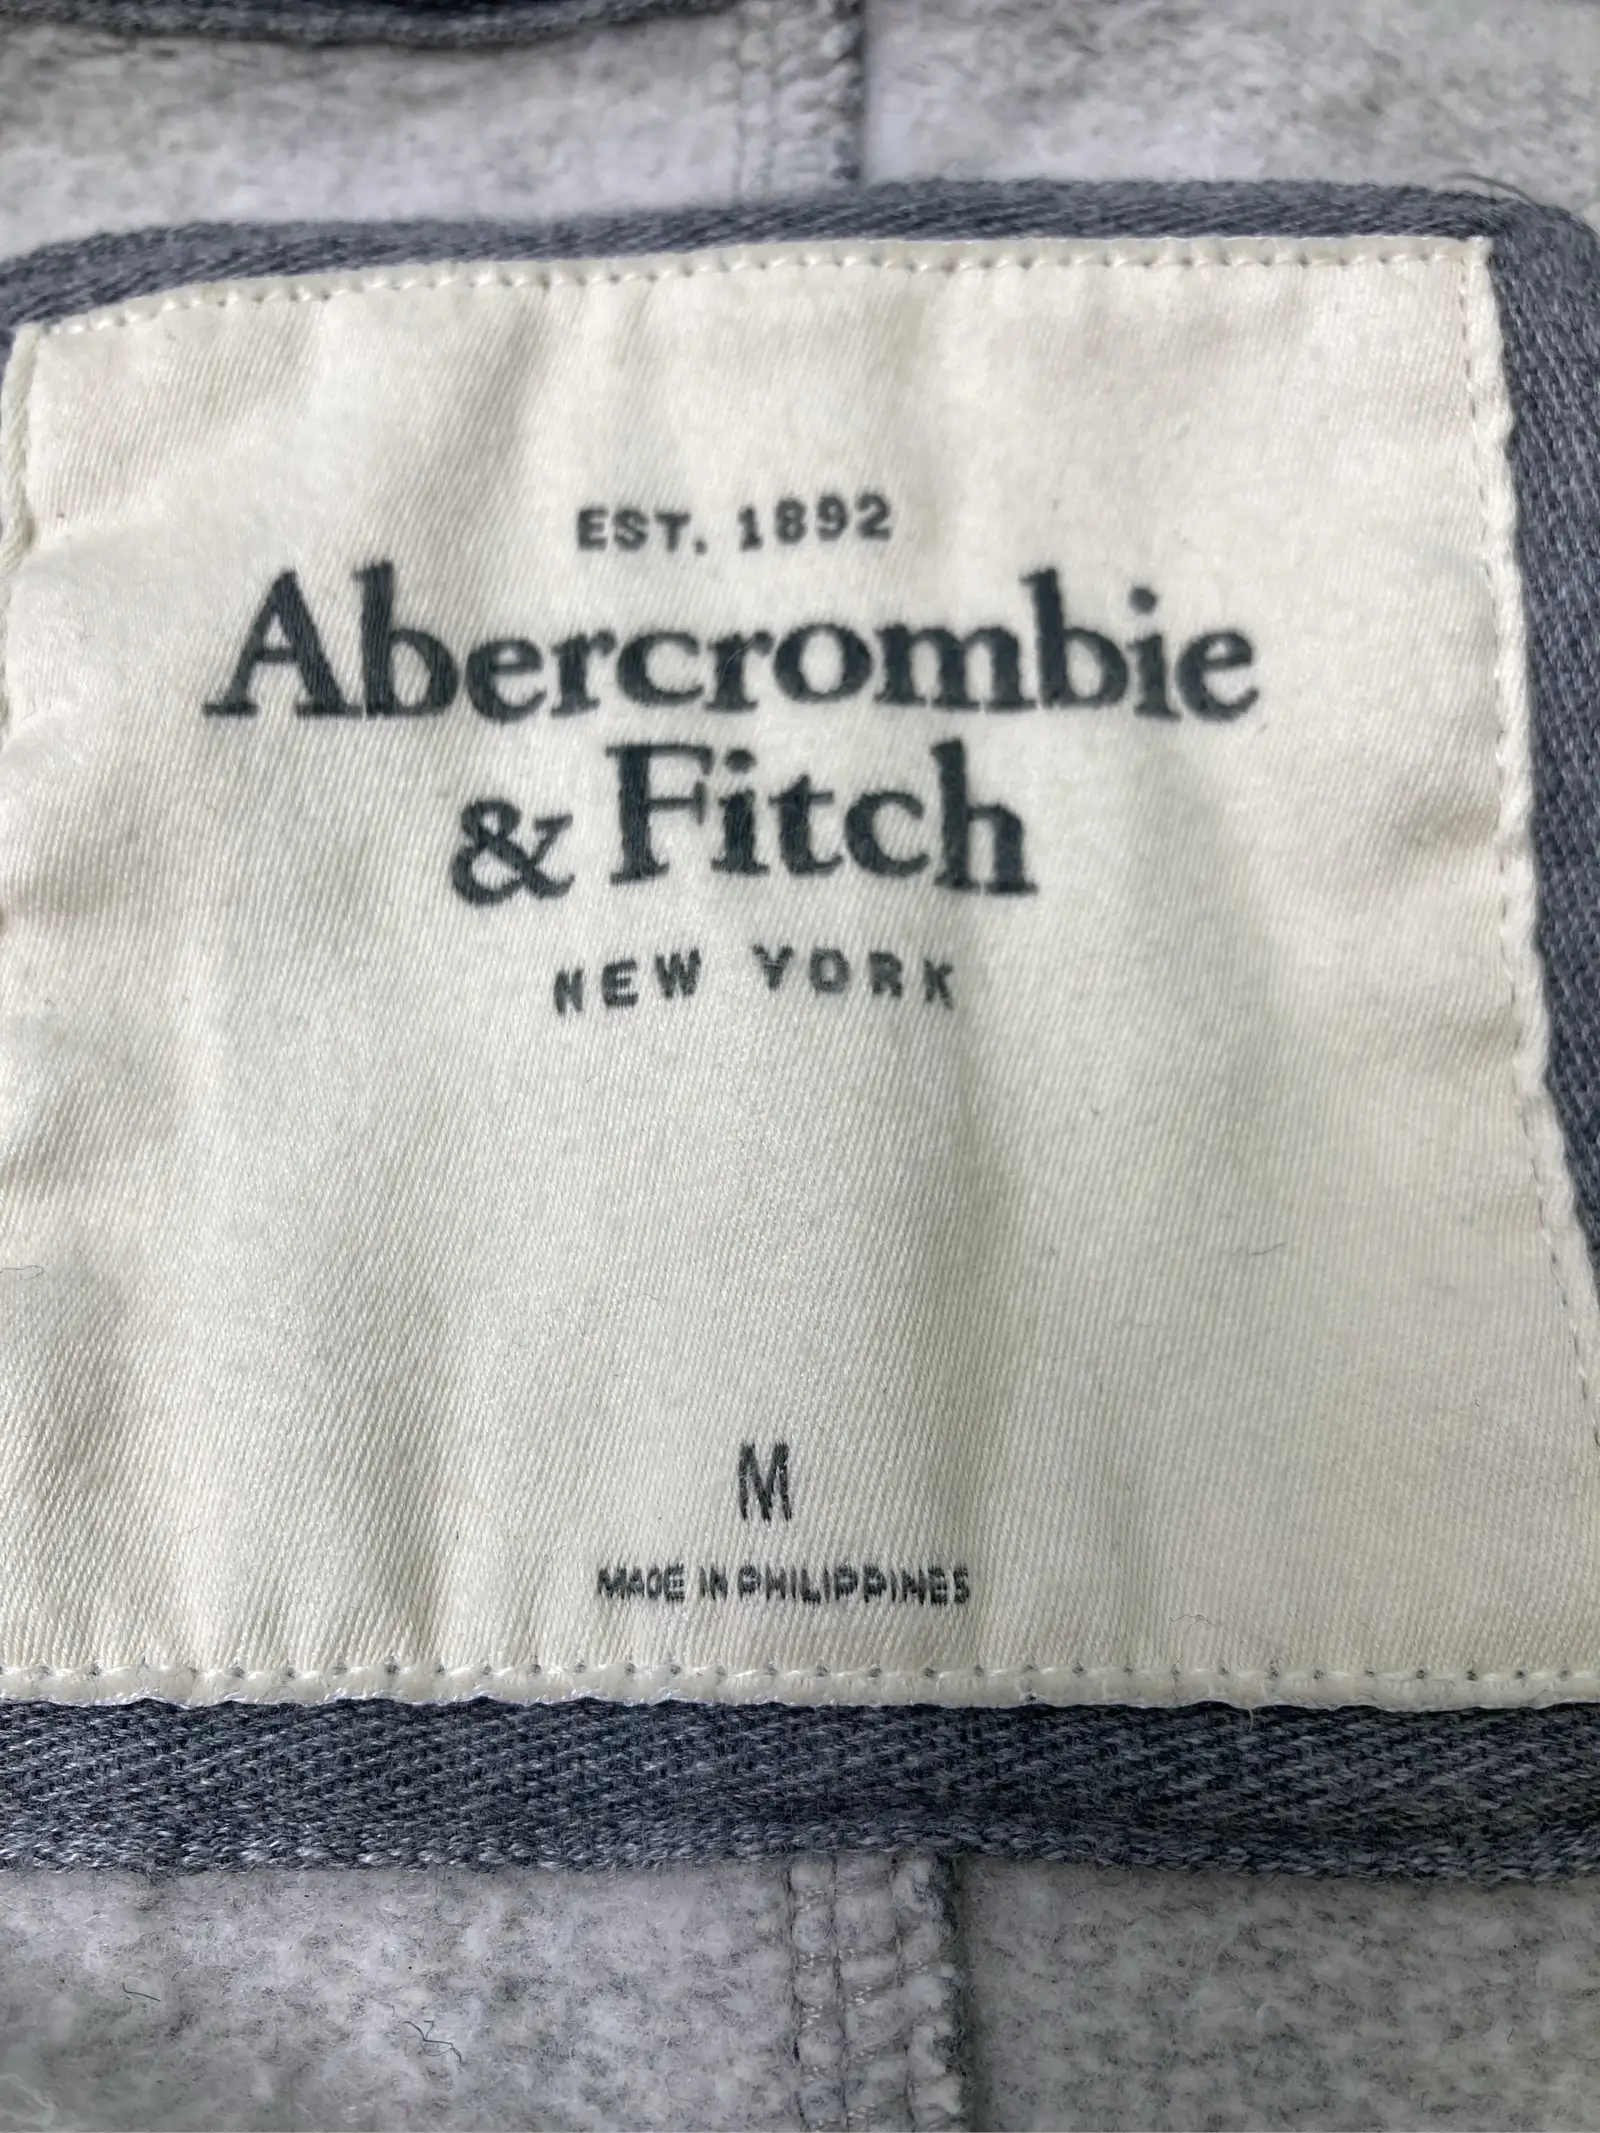 EST. 1892
Abercrombie
& Fitch
NEW YORK
M
MADE IN PHILIPPINES